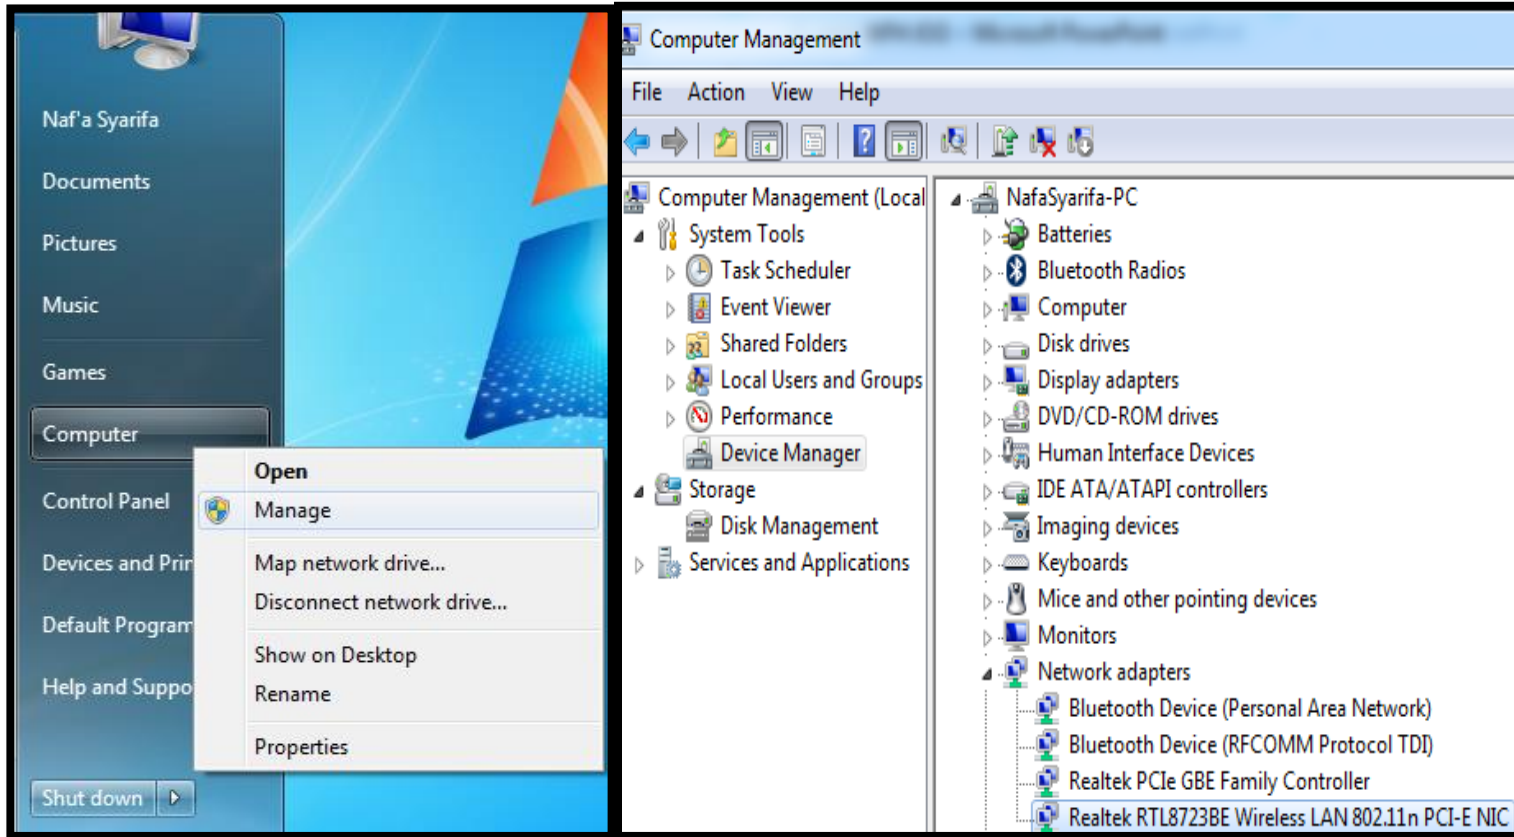 Naf'a Syarifa
Documents
Pictures
Music
Games
Computer
Control Panel
Devices and Prin
Default Program
Help and Suppo
Shut down
Open
Manage
Map network drive...
Disconnect network drive...
Show on Desktop
Rename
Properties
Computer Management
File Action View Help
Computer Management (Local
System Tools
Task Scheduler
Event Viewer
Shared Folders
Local Users and Groups
Performance
Device Manager
Storage
Disk Management
Services and Applications
NafaSyarifa-PC
Batteries
Bluetooth Radios
Computer
Disk drives
Display adapters
DVD/CD-ROM drives
Human Interface Devices
IDE ATA/ATAPI controllers
Imaging devices
Keyboards
Mice and other pointing devices
Monitors
Network adapters
Bluetooth Device (Personal Area Network)
Bluetooth Device (RFCOMM Protocol TDI)
Realtek PCIe GBE Family Controller
Realtek RTL8723BE Wireless LAN 802.11n PCI-E NIC